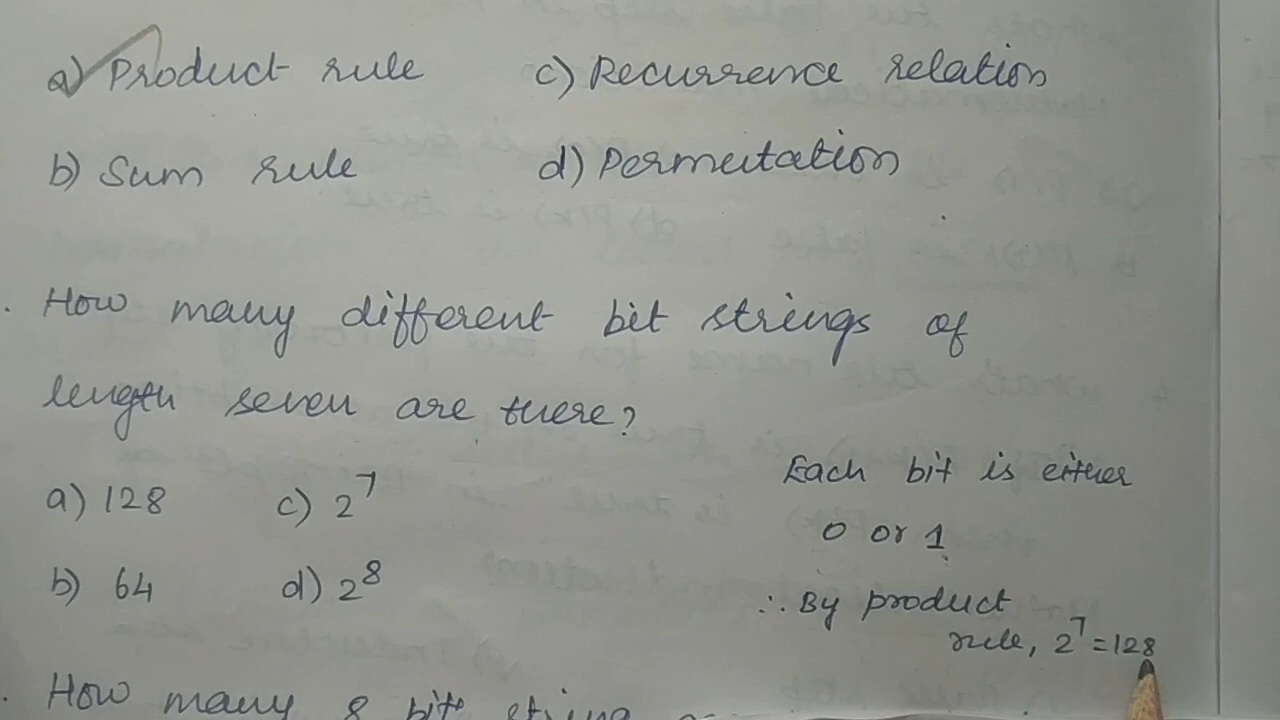 a) Product rule c) Recurrence relation
b) Sum rule d) Permutation
. How many different bit strings of
length seven are there?
a) 128 c) 2^7
b) 64 d) 2^8
Each bit is either
0 or 1
∴ By product
rule, 2^7 = 128
. How many 8 bit string